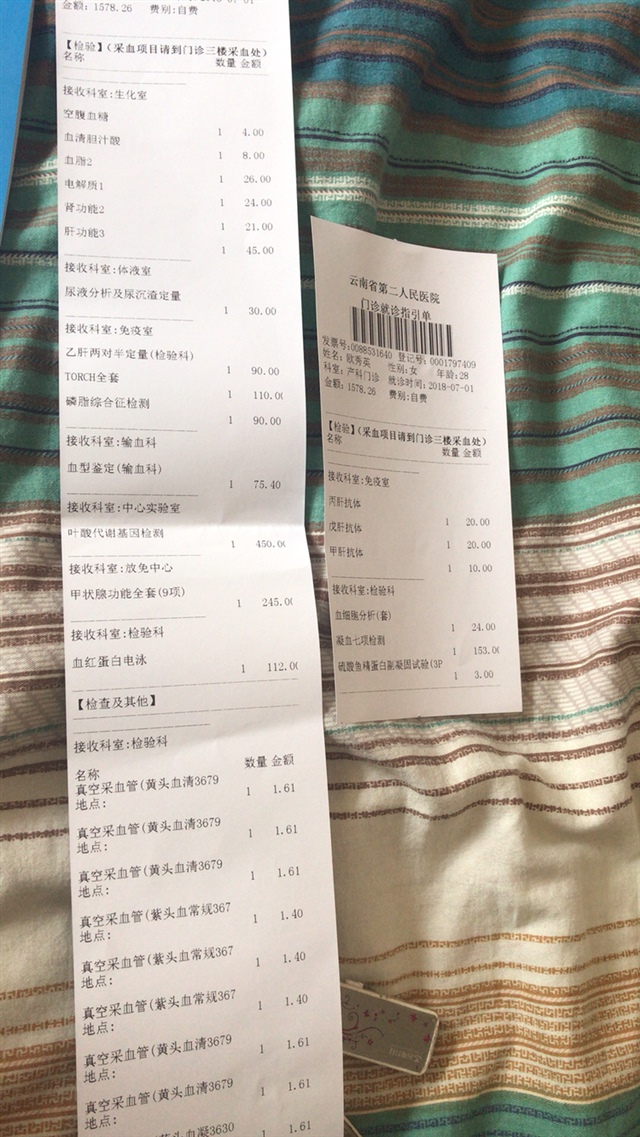 金额: 1578.26 费别:自费
【检验】(采血项目请到门诊三楼采血处)
名称 数量 金额
接收科室:生化室
空腹血糖
1 4.00
血清胆汁酸
1 8.00
血脂2
1 26.00
电解质1
1 24.00
肾功能2
1 21.00
肝功能3
1 45.00
接收科室:体液室
尿液分析及尿沉渣定量
1 30.00
接收科室:免疫室
乙肝两对半定量(检验科)
1 90.00
TORCH全套
1 110.00
磷脂综合征检测
1 90.00
接收科室:输血科
血型鉴定(输血科)
1 75.40
接收科室:中心实验室
叶酸代谢基因检测
1 450.00
接收科室:放免中心
甲状腺功能全套(9项)
1 245.00
接收科室:检验科
血红蛋白电泳
1 112.00
【检查及其他】
接收科室:检验科
名称 数量 金额
真空采血管(黄头血清3679
1 1.61
地点:
真空采血管(黄头血清3679
1 1.61
地点:
真空采血管(黄头血清3679
1 1.61
地点:
真空采血管(紫头血常规367
1 1.40
地点:
真空采血管(紫头血常规367
1 1.40
地点:
真空采血管(紫头血常规367
1 1.40
地点:
真空采血管(黄头血清3679
1 1.61
地点:
真空采血管(黄头血清3679
1 1.61
地点:
真空采血管(黄头血清3679
1 1.61
地点:
血凝3630
云南省第二人民医院
门诊就诊指引单
发票号:0088531640 登记号:0001797409
姓名: 欧秀英 性别:女 年龄:28
科室: 产科门诊 就诊时间: 2018-07-01
金额: 1578.26 费别:自费
【检验】(采血项目请到门诊三楼采血处)
名称 数量 金额
接收科室:免疫室
丙肝抗体
1 20.00
戊肝抗体
1 20.00
甲肝抗体
1 10.00
接收科室:检验科
血细胞分析(套)
1 24.00
凝血七项检测
1 153.00
硫酸鱼精蛋白副凝固试验(3P
1 3.00